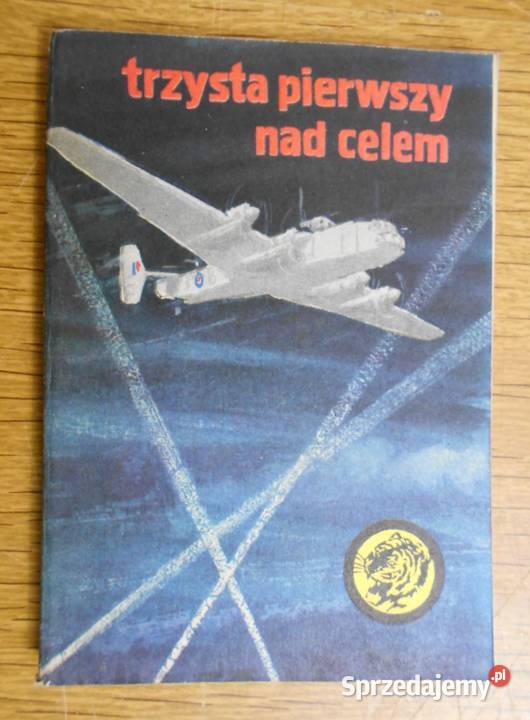 trzysta pierwszy
nad celem
Sprzedajemy.pl